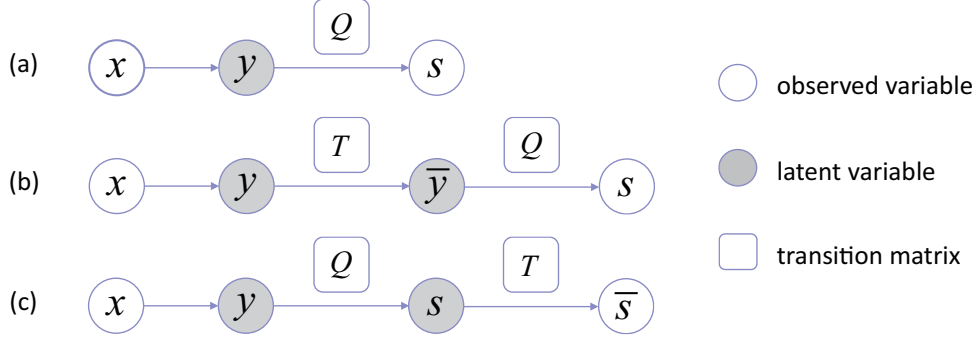 Q
(a) x y s
observed variable
T Q
(b) x y ȳ s
latent variable
Q T
(c) x y s s̄
transition matrix